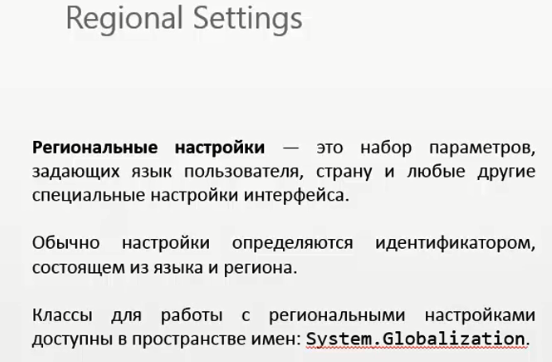 Regional Settings
Региональные настройки — это набор параметров,
задающих язык пользователя, страну и любые другие
специальные настройки интерфейса.
Обычно настройки определяются идентификатором,
состоящем из языка и региона.
Классы для работы с региональными настройками
доступны в пространстве имен: System.Globalization.